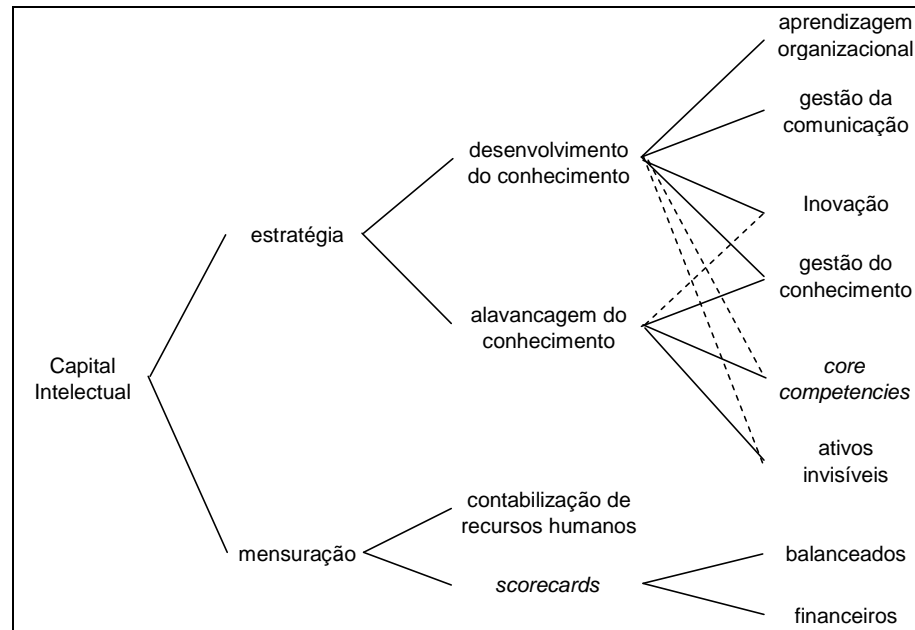 aprendizagem
organizacional
gestão da
comunicação
desenvolvimento
do conhecimento
Inovação
estratégia
gestão do
conhecimento
alavancagem do
conhecimento
Capital
Intelectual
core
competencies
ativos
invisíveis
contabilização de
recursos humanos
mensuração
balanceados
scorecards
financeiros